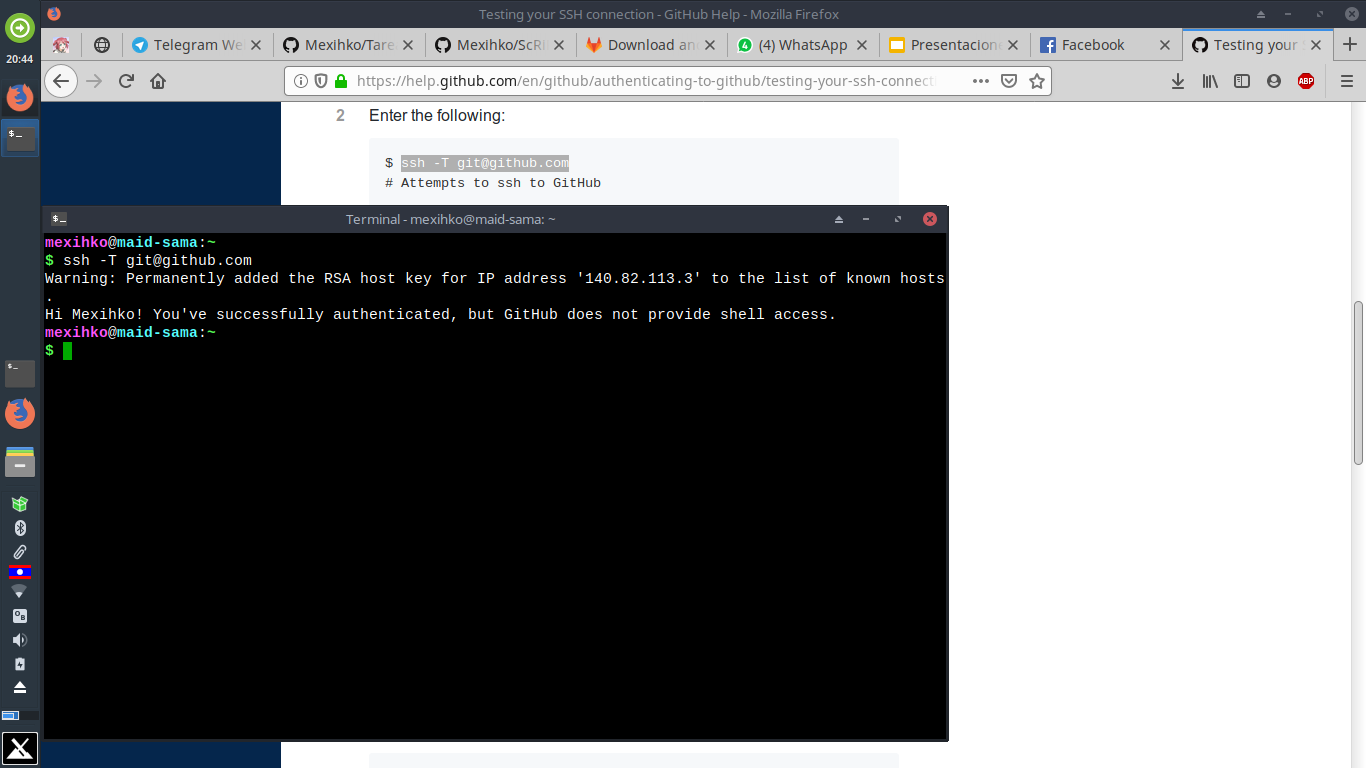 Testing your SSH connection - GitHub Help - Mozilla Firefox
20:44
Telegram We
Mexihko/Tare
Mexihko/ScRi
Download an
(4) WhatsApp
Presentacione
Facebook
Testing your s
https://help.github.com/en/github/authenticating-to-github/testing-your-ssh-connecti
ABP
2 Enter the following:
$ ssh -T git@github.com
# Attempts to ssh to GitHub
Terminal - mexihko@maid-sama: ~
mexihko@maid-sama:~
$ ssh -T git@github.com
Warning: Permanently added the RSA host key for IP address '140.82.113.3' to the list of known hosts
.
Hi Mexihko! You've successfully authenticated, but GitHub does not provide shell access.
mexihko@maid-sama:~
$